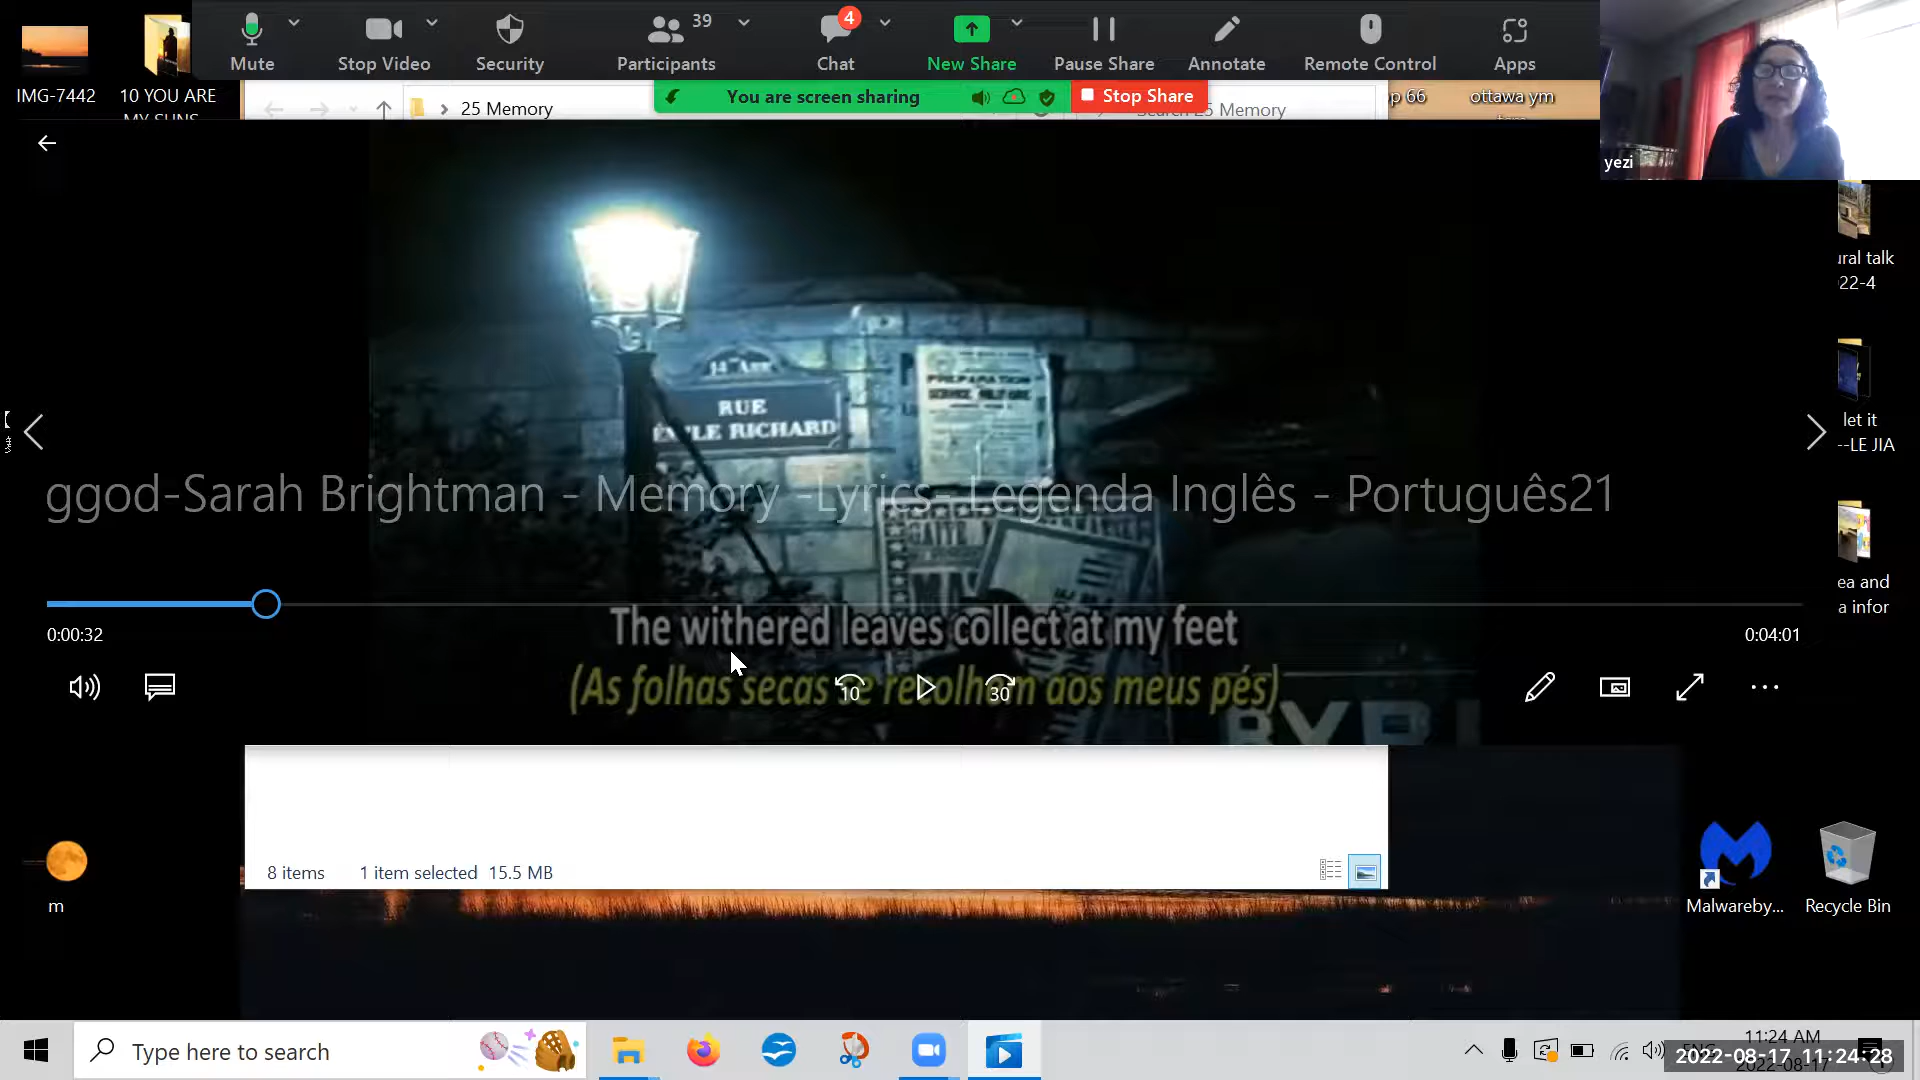 Mute
Stop Video
Security
Participants
39
Chat
4
New Share
Pause Share
Annotate
Remote Control
Apps
IMG-7442
10 YOU ARE
25 Memory
You are screen sharing
Stop Share
Memory
p 66
ottawa ym
yezi
14e Arrt
RUE
RICHARD
PREPARATION
ural talk
22-4
let it
--LE JIA
ggod-Sarah Brightman - Memory -Lyrics- Legenda Inglês - Português21
0:00:32
0:04:01
The withered leaves collect at my feet
(As folhas secas se recolhem aos meus pés)
10
30
ea and
a infor
8 items
1 item selected 15.5 MB
m
Malwareby...
Recycle Bin
Type here to search
11:24 AM
2022-08-17 11:24:28